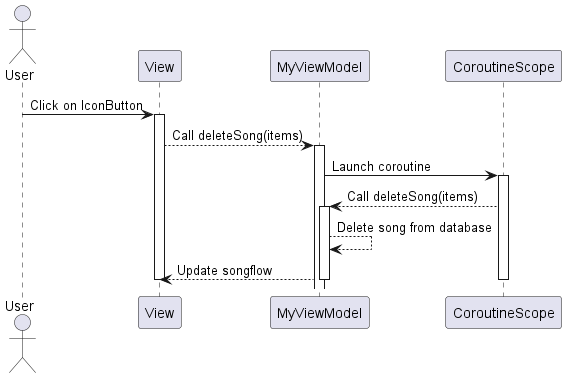 User
View
MyViewModel
CoroutineScope
Click on IconButton
Call deleteSong(items)
Launch coroutine
Call deleteSong(items)
Delete song from database
Update songflow
User
View
MyViewModel
CoroutineScope